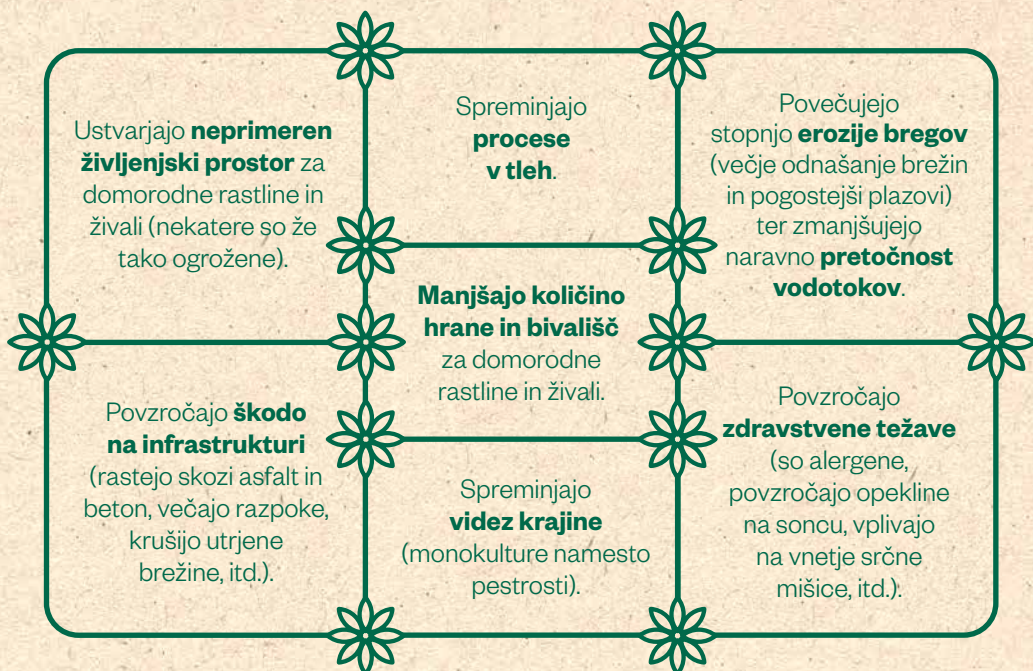 Ustvarjajo neprimeren
življenjski prostor za
domorodne rastline in
živali (nekatere so že
tako ogrožene).
Spreminjajo
procese
v tleh.
Povečujejo
stopnjo erozije bregov
(večje odnašanje brežin
in pogostejši plazovi)
ter zmanjšujejo
naravno pretočnost
vodotokov.
Manjšajo količino
hrane in bivališč
za domorodne
rastline in živali.
Povzročajo škodo
na infrastrukturi
(rastejo skozi asfalt in
beton, večajo razpoke,
krušijo utrjene
brežine, itd.).
Spreminjajo
videz krajine
(monokulture namesto
pestrosti).
Povzročajo
zdravstvene težave
(so alergene,
povzročajo opekline
na soncu, vplivajo
na vnetje srčne
mišice, itd.).